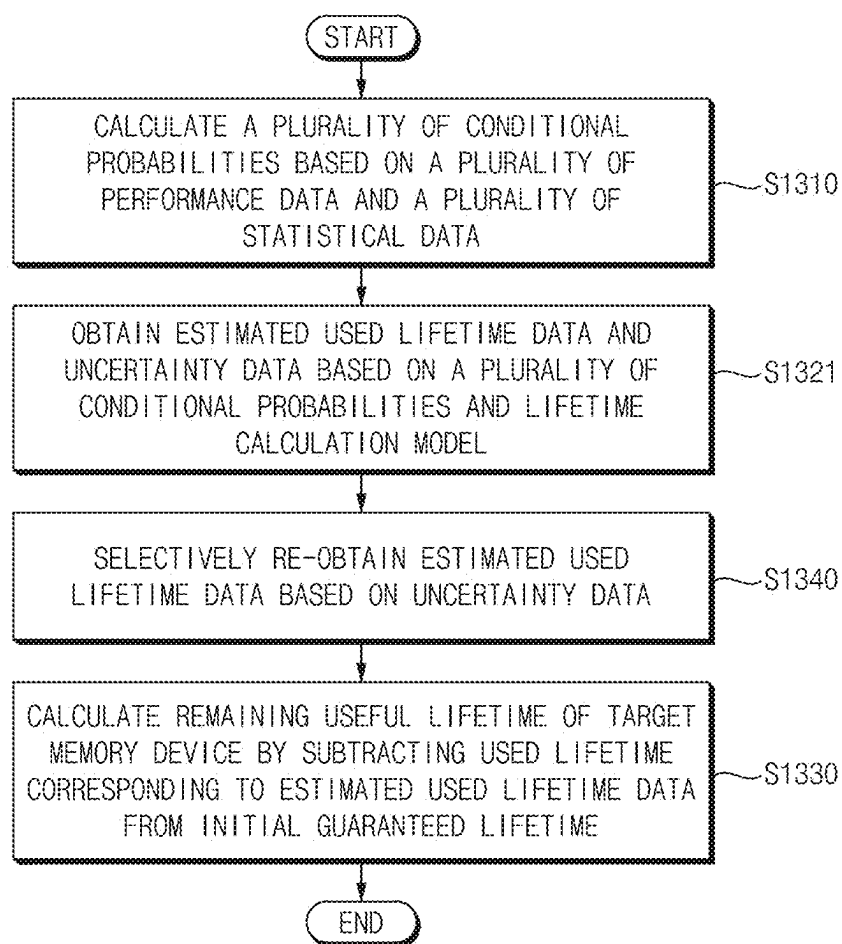 START
CALCULATE A PLURALITY OF CONDITIONAL
PROBABILITIES BASED ON A PLURALITY OF
PERFORMANCE DATA AND A PLURALITY OF
STATISTICAL DATA
S1310
OBTAIN ESTIMATED USED LIFETIME DATA AND
UNCERTAINTY DATA BASED ON A PLURALITY OF
CONDITIONAL PROBABILITIES AND LIFETIME
CALCULATION MODEL
S1321
SELECTIVELY RE-OBTAIN ESTIMATED USED
LIFETIME DATA BASED ON UNCERTAINTY DATA
S1340
CALCULATE REMAINING USEFUL LIFETIME OF TARGET
MEMORY DEVICE BY SUBTRACTING USED LIFETIME
CORRESPONDING TO ESTIMATED USED LIFETIME DATA
FROM INITIAL GUARANTEED LIFETIME
S1330
END